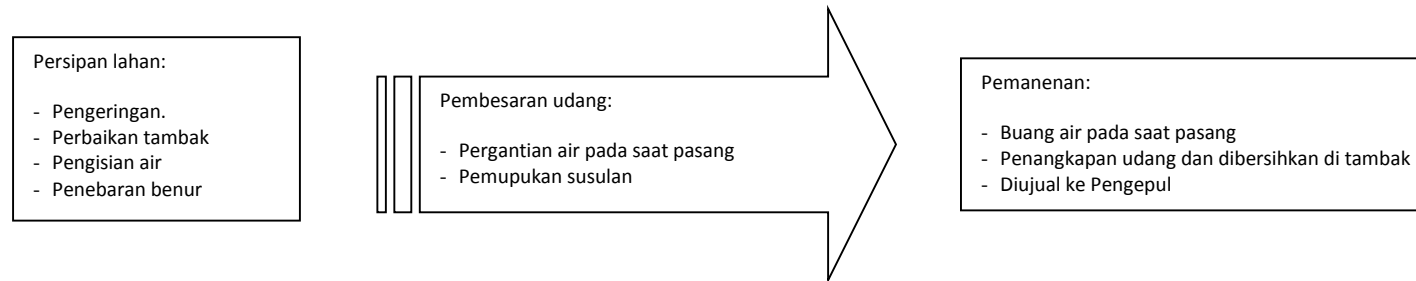 Persipan lahan:
- Pengeringan.
- Perbaikan tambak
- Pengisian air
- Penebaran benur
Pembesaran udang:
- Pergantian air pada saat pasang
- Pemupukan susulan
Pemanenan:
- Buang air pada saat pasang
- Penangkapan udang dan dibersihkan di tambak
- Diujual ke Pengepul